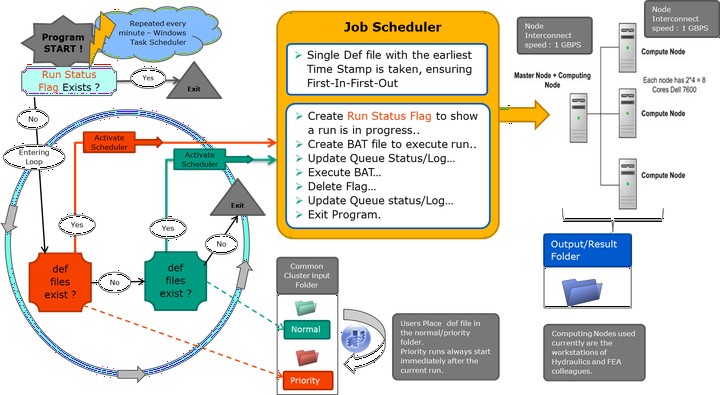 Program
START !
Repeated every
minute – Windows
Task Scheduler
Run Status
Flag Exists ?
Yes
Exit
No
Entering
Loop
Activate
Scheduler
Activate
Scheduler
Yes
Yes
Exit
No
def
files
exist ?
No
def
files
exist ?
Job Scheduler
Single Def file with the earliest
Time Stamp is taken, ensuring
First-In-First-Out
Create Run Status Flag to show
a run is in progress..
Create BAT file to execute run..
Update Queue Status/Log...
Execute BAT...
Delete Flag...
Update Queue status/Log...
Exit Program.
Common
Cluster input
Folder
Normal
Priority
Users Place def file in
the normal/priority
folder.
Priority runs always start
immediately after the
current run.
Node
Interconnect
speed : 1 GBPS
Node
Interconnect
speed : 1 GBPS
Master Node + Computing
Node
Compute Node
Each node has 2*4 = 8
Cores Dell 7600
Compute Node
Compute Node
Output/Result
Folder
Computing Nodes used
currently are the
workstations of
Hydraulics and FEA
colleagues.